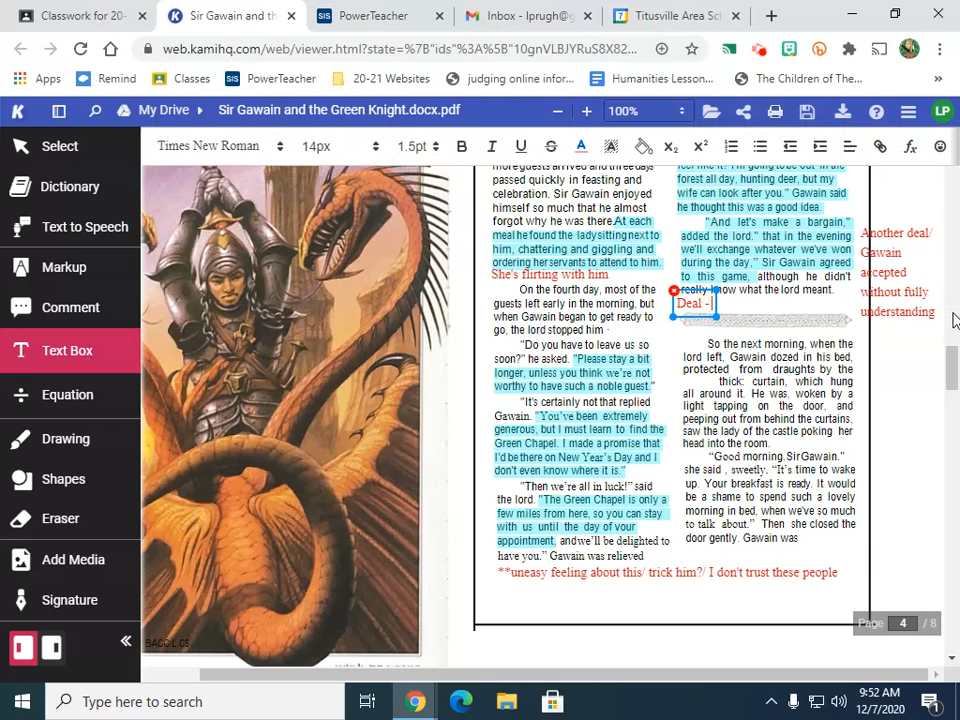 Classwork for 20-
Sir Gawain and th
PowerTeacher
Inbox - lprugh@g
Titusville Area Sc
web.kamihq.com/web/viewer.html?state=%7B"ids"%3A%5B"10gnVLBJYRuS8X82...
Apps
Remind
Classes
PowerTeacher
20-21 Websites
judging online infor...
Humanities Lesson...
The Children of The...
My Drive
Sir Gawain and the Green Knight.docx.pdf
100%
LP
Select
Times New Roman
14px
1.5pt
Dictionary
Text to Speech
Markup
Comment
Text Box
Equation
Drawing
Shapes
Eraser
Add Media
Signature
BACC L CS
more guests arrived and three days
passed quickly in feasting and
celebration. Sir Gawain enjoyed
himself so much that he almost
forgot why he was there. At each
meal he found the lady sitting next to
him, chattering and giggling and
ordering her servants to attend to him.
She's flirting with him
On the fourth day, most of the
guests left early in the morning, but
when Gawain began to get ready to
go, the lord stopped him -
"Do you have to leave us so
soon?" he asked. "Please stay a bit
longer, unless you think we're not
worthy to have such a noble guest."
"It's certainly not that replied
Gawain. "You've been extremely
generous, but I must learn to find the
Green Chapel. I made a promise that
I'd be there on New Year's Day and I
don't even know where it is."
"Then we're all in luck!" said
the lord. "The Green Chapel is only a
few miles from here, so you can stay
with us until the day of vour
appointment, and we'll be delighted to
have you." Gawain was relieved
**uneasy feeling about this/ trick him?/ I don't trust these people
forest all day, hunting deer, but my
wife can look after you." Gawain said
he thought this was a good idea.
"And let's make a bargain,"
added the lord." that in the evening
we'll exchange whatever we've won
during the day," Sir Gawain agreed
to this game, although he didn't
really know what the lord meant.
Deal -
Another deal/
Gawain
accepted
without fully
understanding
So the next morning, when the
lord left, Gawain dozed in his bed,
protected from draughts by the
thick: curtain, which hung
all around it. He was, woken by a
light tapping on the door, and
peeping out from behind the curtains,
saw the lady of the castle poking her
head into the room.
"Good morning. Sir Gawain."
she said , sweetly. "It's time to wake
up. Your breakfast is ready. It would
be a shame to spend such a lovely
morning in bed, when we've so much
to talk about." Then she closed the
door gently. Gawain was
Page 4 / 8
Type here to search
9:52 AM
12/7/2020